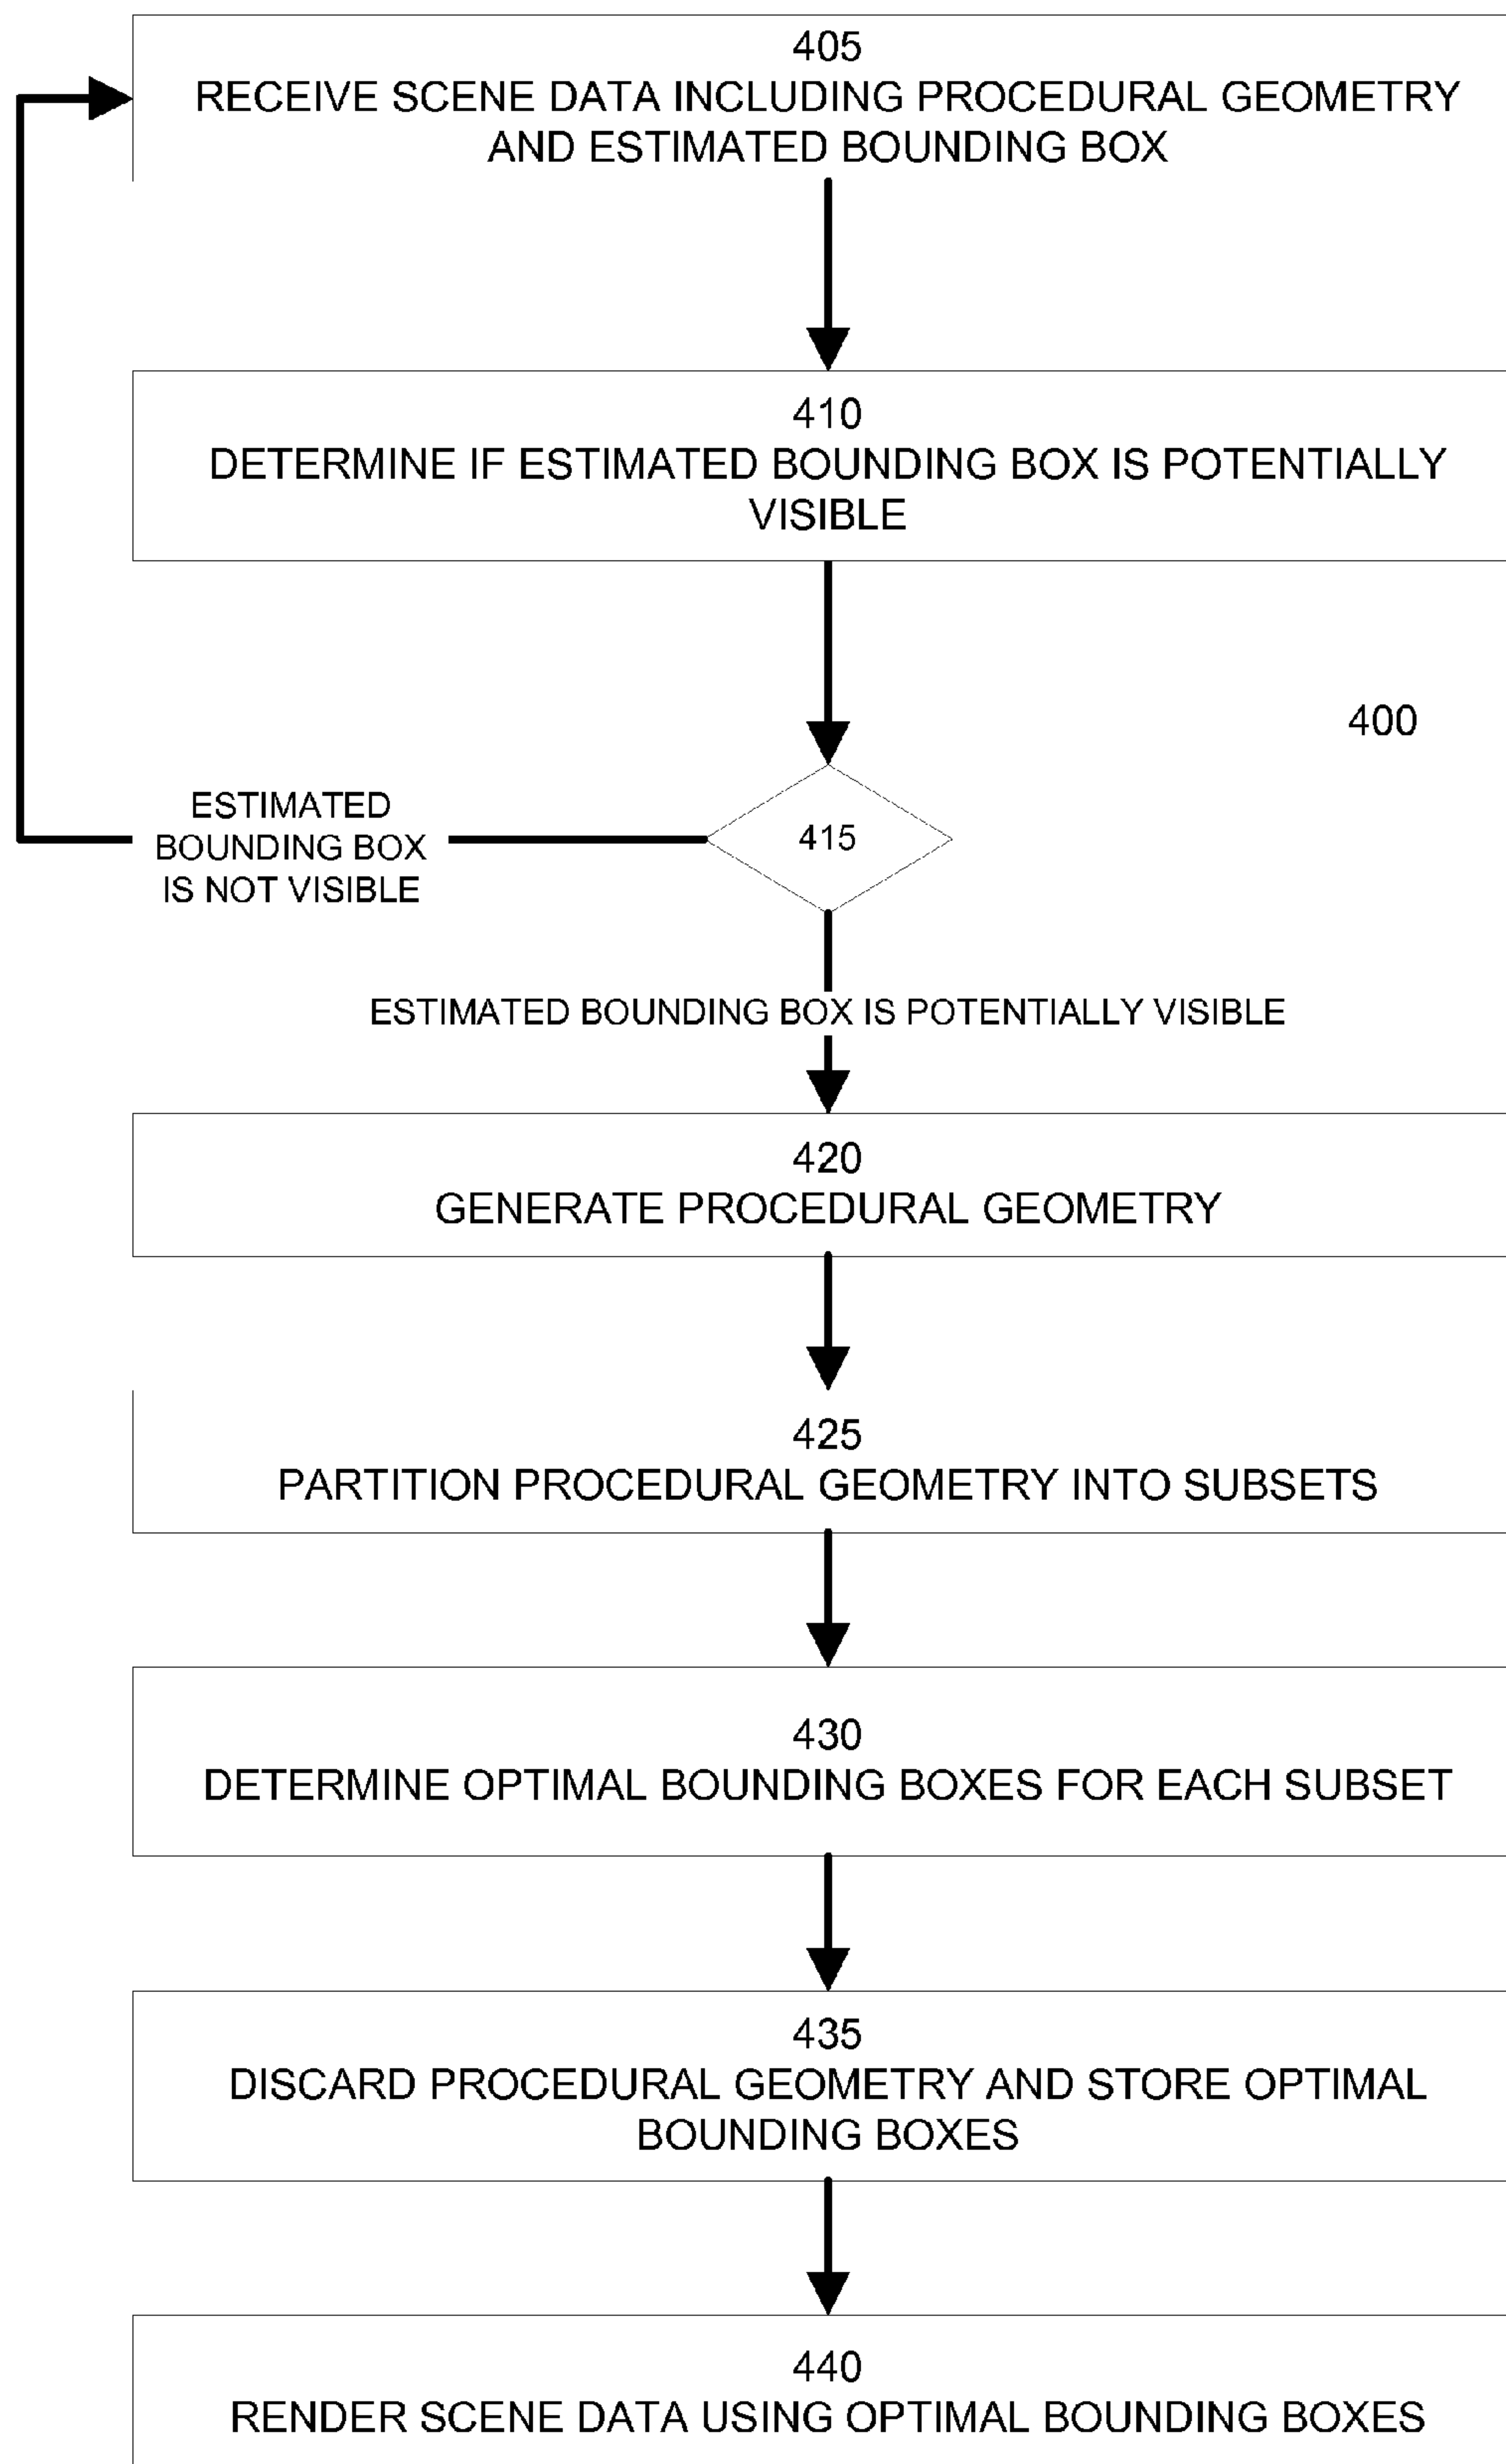 405
RECEIVE SCENE DATA INCLUDING PROCEDURAL GEOMETRY
AND ESTIMATED BOUNDING BOX
410
DETERMINE IF ESTIMATED BOUNDING BOX IS POTENTIALLY
VISIBLE
400
ESTIMATED
BOUNDING BOX
IS NOT VISIBLE
415
ESTIMATED BOUNDING BOX IS POTENTIALLY VISIBLE
420
GENERATE PROCEDURAL GEOMETRY
425
PARTITION PROCEDURAL GEOMETRY INTO SUBSETS
430
DETERMINE OPTIMAL BOUNDING BOXES FOR EACH SUBSET
435
DISCARD PROCEDURAL GEOMETRY AND STORE OPTIMAL
BOUNDING BOXES
440
RENDER SCENE DATA USING OPTIMAL BOUNDING BOXES